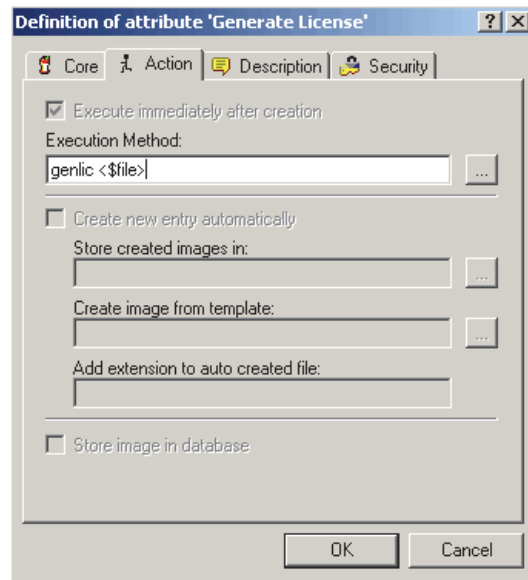 Definition of attribute 'Generate License'
? X
Core Action Description Security
Execute immediately after creation
Execution Method:
genlic <$file>
...
Create new entry automatically
Store created images in:
...
Create image from template:
...
Add extension to auto created file:
Store image in database
OK Cancel